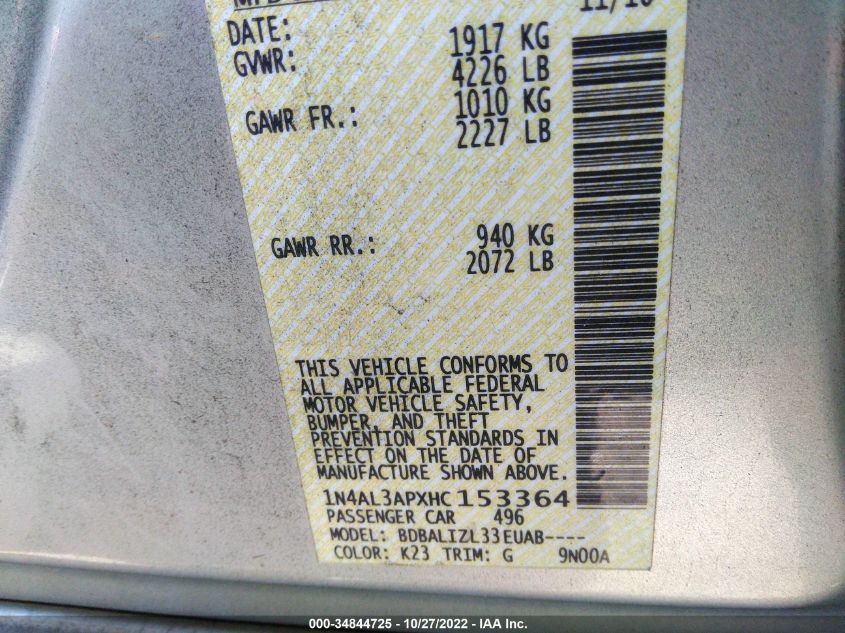 DATE: 11/16
GVWR: 1917 KG
4226 LB
GAWR FR.: 1010 KG
2227 LB
GAWR RR.: 940 KG
2072 LB
THIS VEHICLE CONFORMS TO
ALL APPLICABLE FEDERAL
MOTOR VEHICLE SAFETY,
BUMPER, AND THEFT
PREVENTION STANDARDS IN
EFFECT ON THE DATE OF
MANUFACTURE SHOWN ABOVE.
1N4AL3APXHC153364
PASSENGER CAR 496
MODEL: BDBALIZL33EUAB----
COLOR: K23 TRIM: G 9N00A
000-34844725 - 10/27/2022 - IAA Inc.